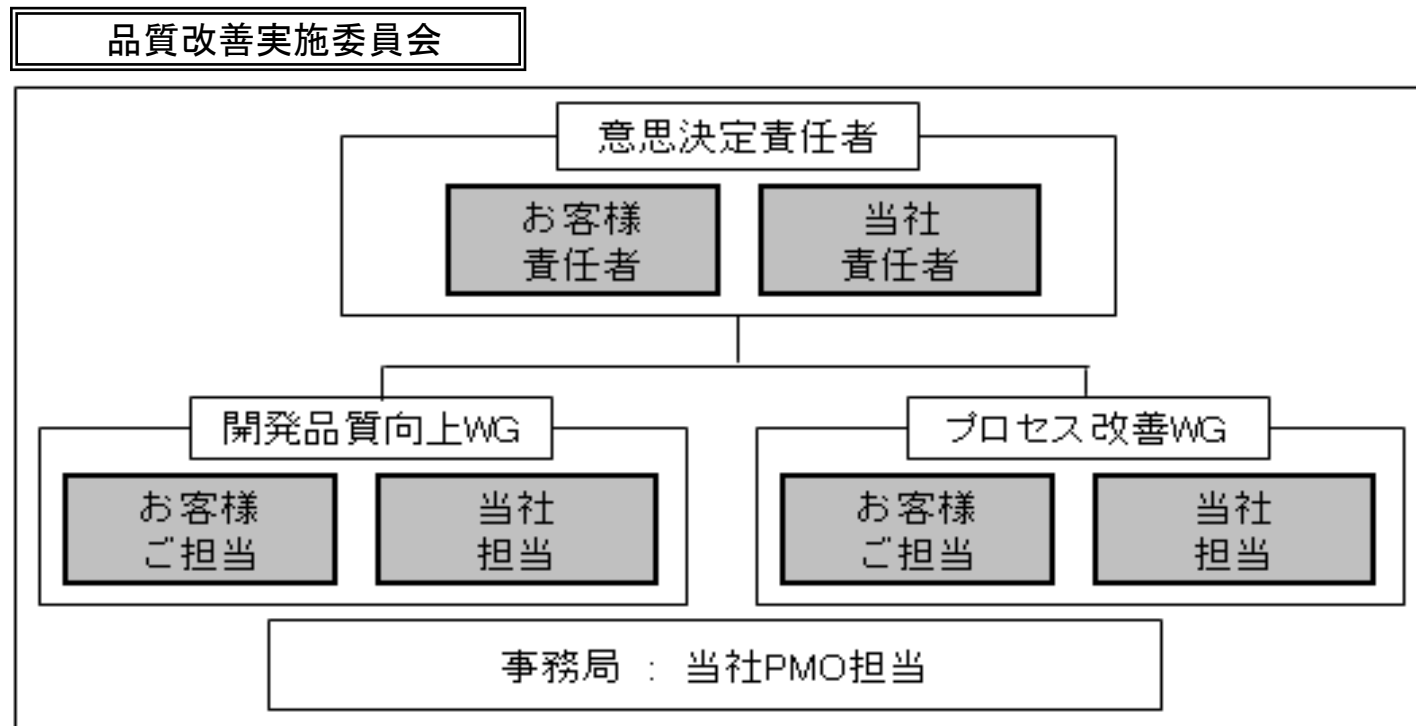 品質改善実施委員会
意思決定責任者
お客様
責任者
当社
責任者
開発品質向上WG
お客様
ご担当
当社
担当
プロセス改善WG
お客様
ご担当
当社
担当
事務局 : 当社PMO担当